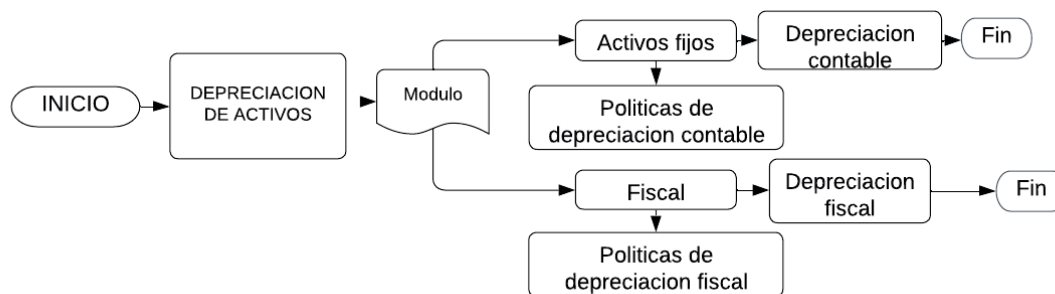 INICIO
DEPRECIACION
DE ACTIVOS
Modulo
Activos fijos
Depreciacion
contable
Fin
Politicas de
depreciacion contable
Fiscal
Depreciacion
fiscal
Fin
Politicas de
depreciacion fiscal